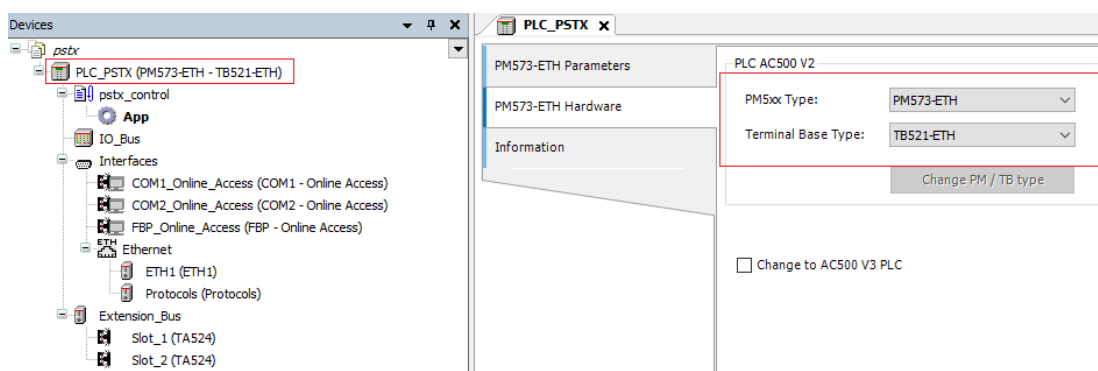 Devices
pstx
PLC_PSTX (PM573-ETH - TB521-ETH)
pstx_control
App
IO_Bus
Interfaces
COM1_Online_Access (COM1 - Online Access)
COM2_Online_Access (COM2 - Online Access)
FBP_Online_Access (FBP - Online Access)
ETH
Ethernet
ETH1 (ETH1)
Protocols (Protocols)
Extension_Bus
Slot_1 (TA524)
Slot_2 (TA524)
PLC_PSTX X
PM573-ETH Parameters
PM573-ETH Hardware
Information
PLC AC500 V2
PM5xx Type: PM573-ETH
Terminal Base Type: TB521-ETH
Change PM / TB type
Change to AC500 V3 PLC